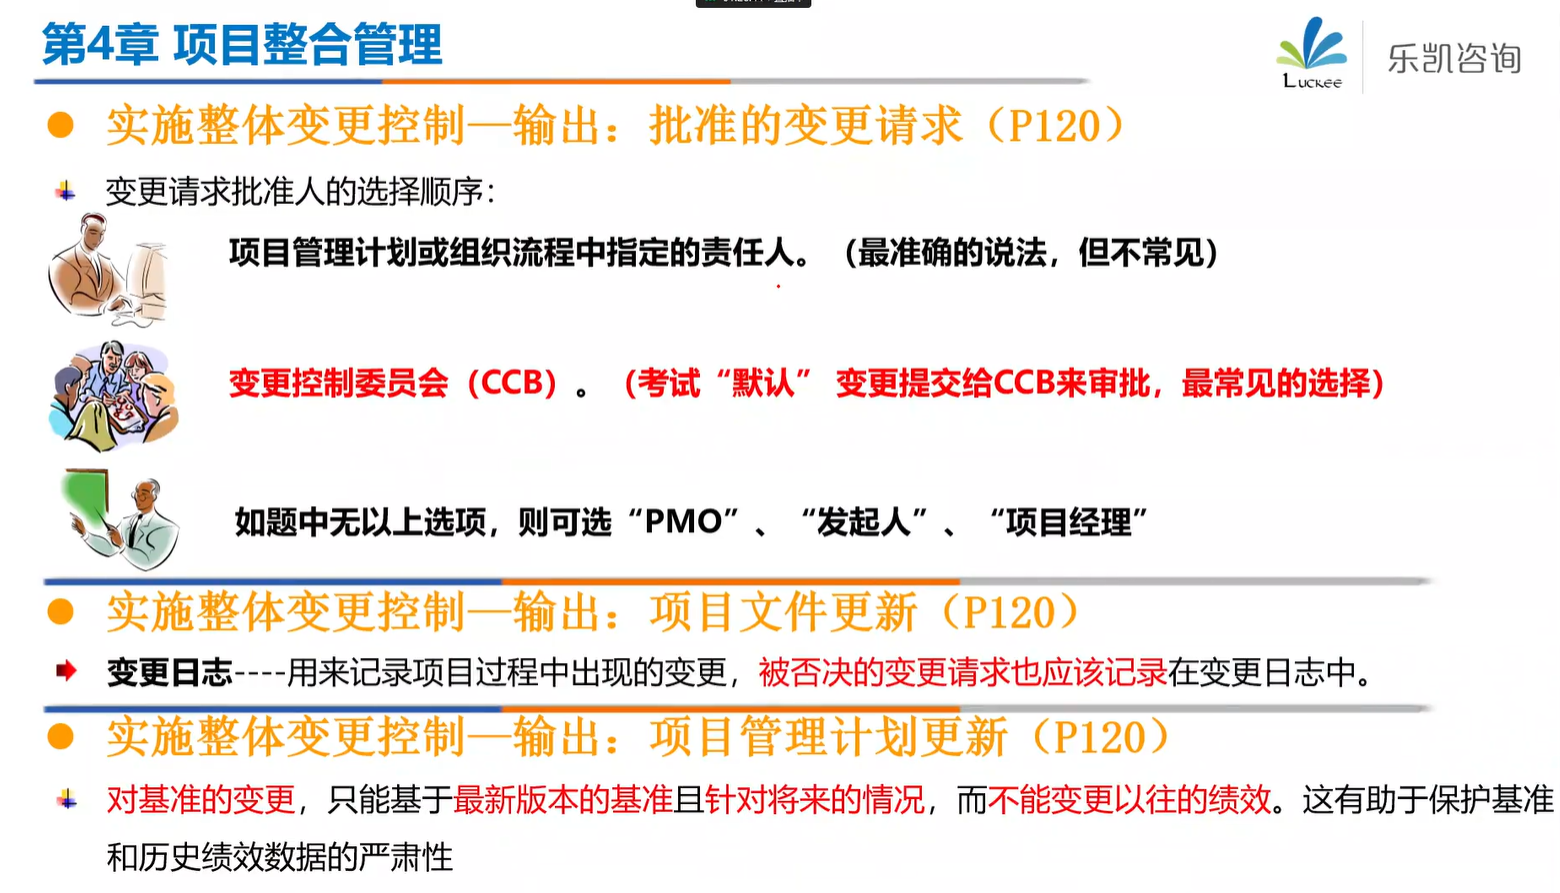 第4章 项目整合管理
Luckee
乐凯咨询
实施整体变更控制—输出：批准的变更请求（P120）
变更请求批准人的选择顺序：
项目管理计划或组织流程中指定的责任人。（最准确的说法，但不常见）
变更控制委员会（CCB）。（考试“默认” 变更提交给CCB来审批，最常见的选择）
如题中无以上选项，则可选“PMO”、“发起人”、“项目经理”
实施整体变更控制—输出：项目文件更新（P120）
变更日志----用来记录项目过程中出现的变更，被否决的变更请求也应该记录在变更日志中。
实施整体变更控制—输出：项目管理计划更新（P120）
对基准的变更，只能基于最新版本的基准且针对将来的情况，而不能变更以往的绩效。这有助于保护基准
和历史绩效数据的严肃性